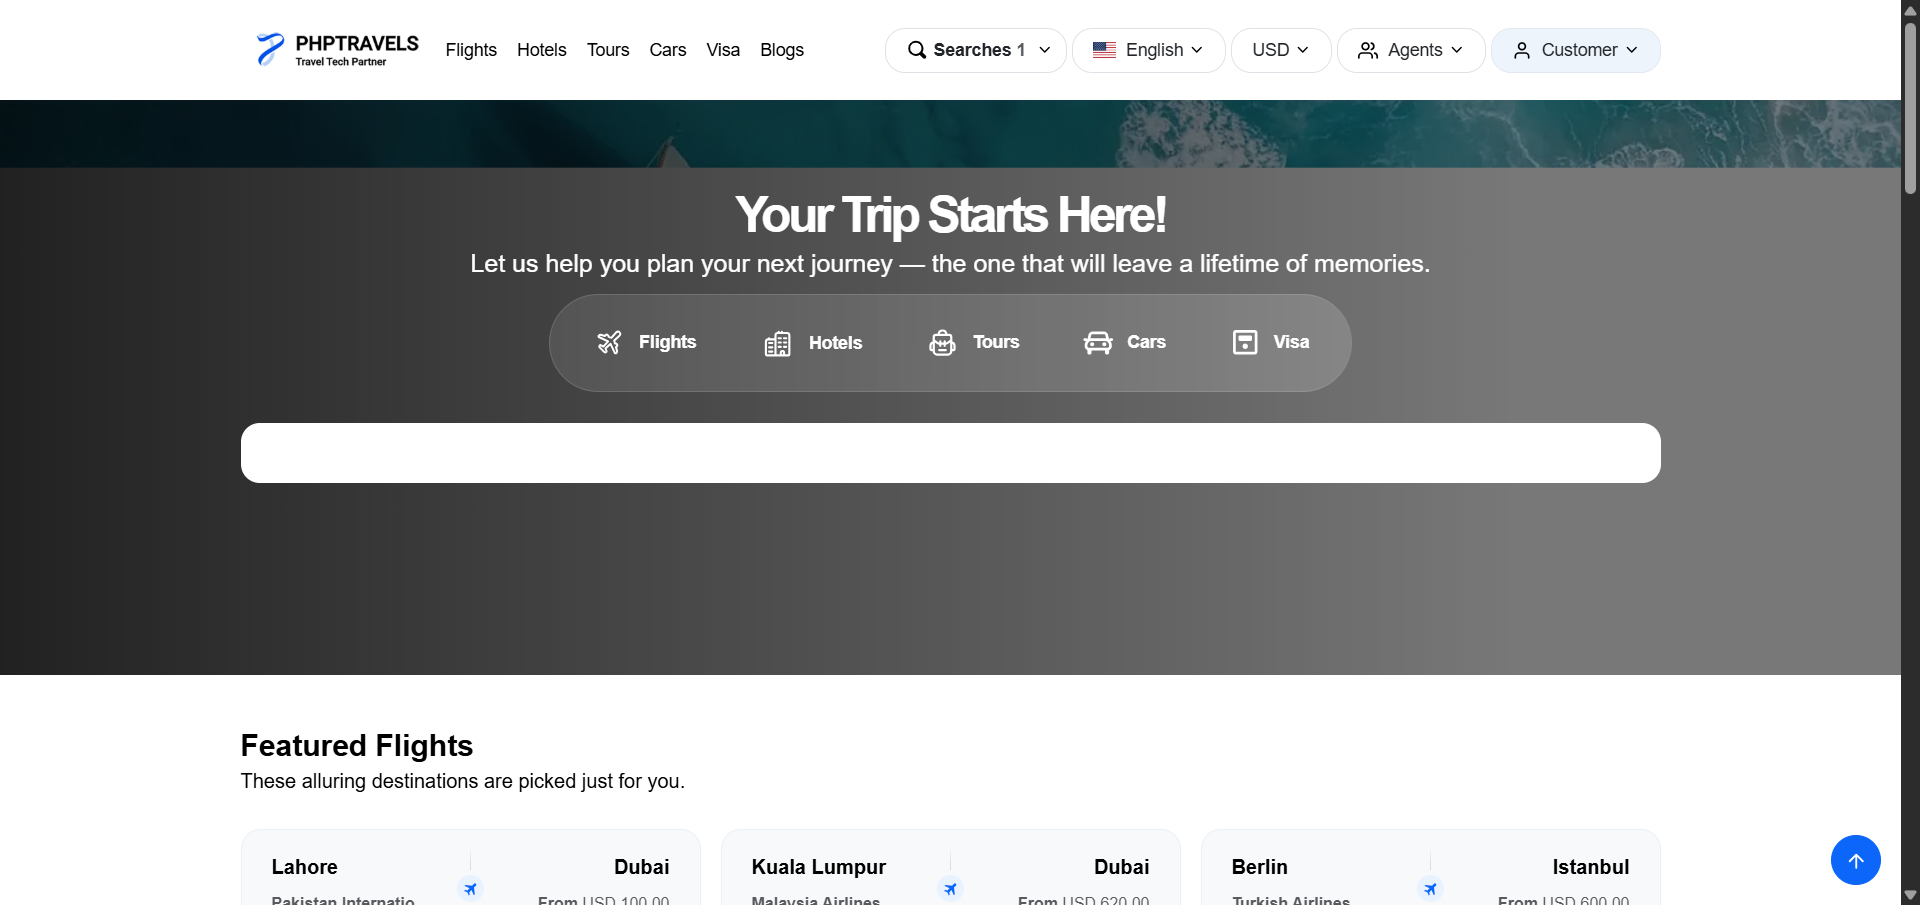 PHPTRAVELS
Travel Tech Partner
Flights Hotels Tours Cars Visa Blogs
Searches 1
English
USD
Agents
Customer
Your Trip Starts Here!
Let us help you plan your next journey — the one that will leave a lifetime of memories.
Flights Hotels Tours Cars Visa
Featured Flights
These alluring destinations are picked just for you.
Lahore Dubai
Pakistan Internatio From USD 100.00
Kuala Lumpur Dubai
Malaysia Airlines From USD 620.00
Berlin Istanbul
Turkish Airlines From USD 600.00